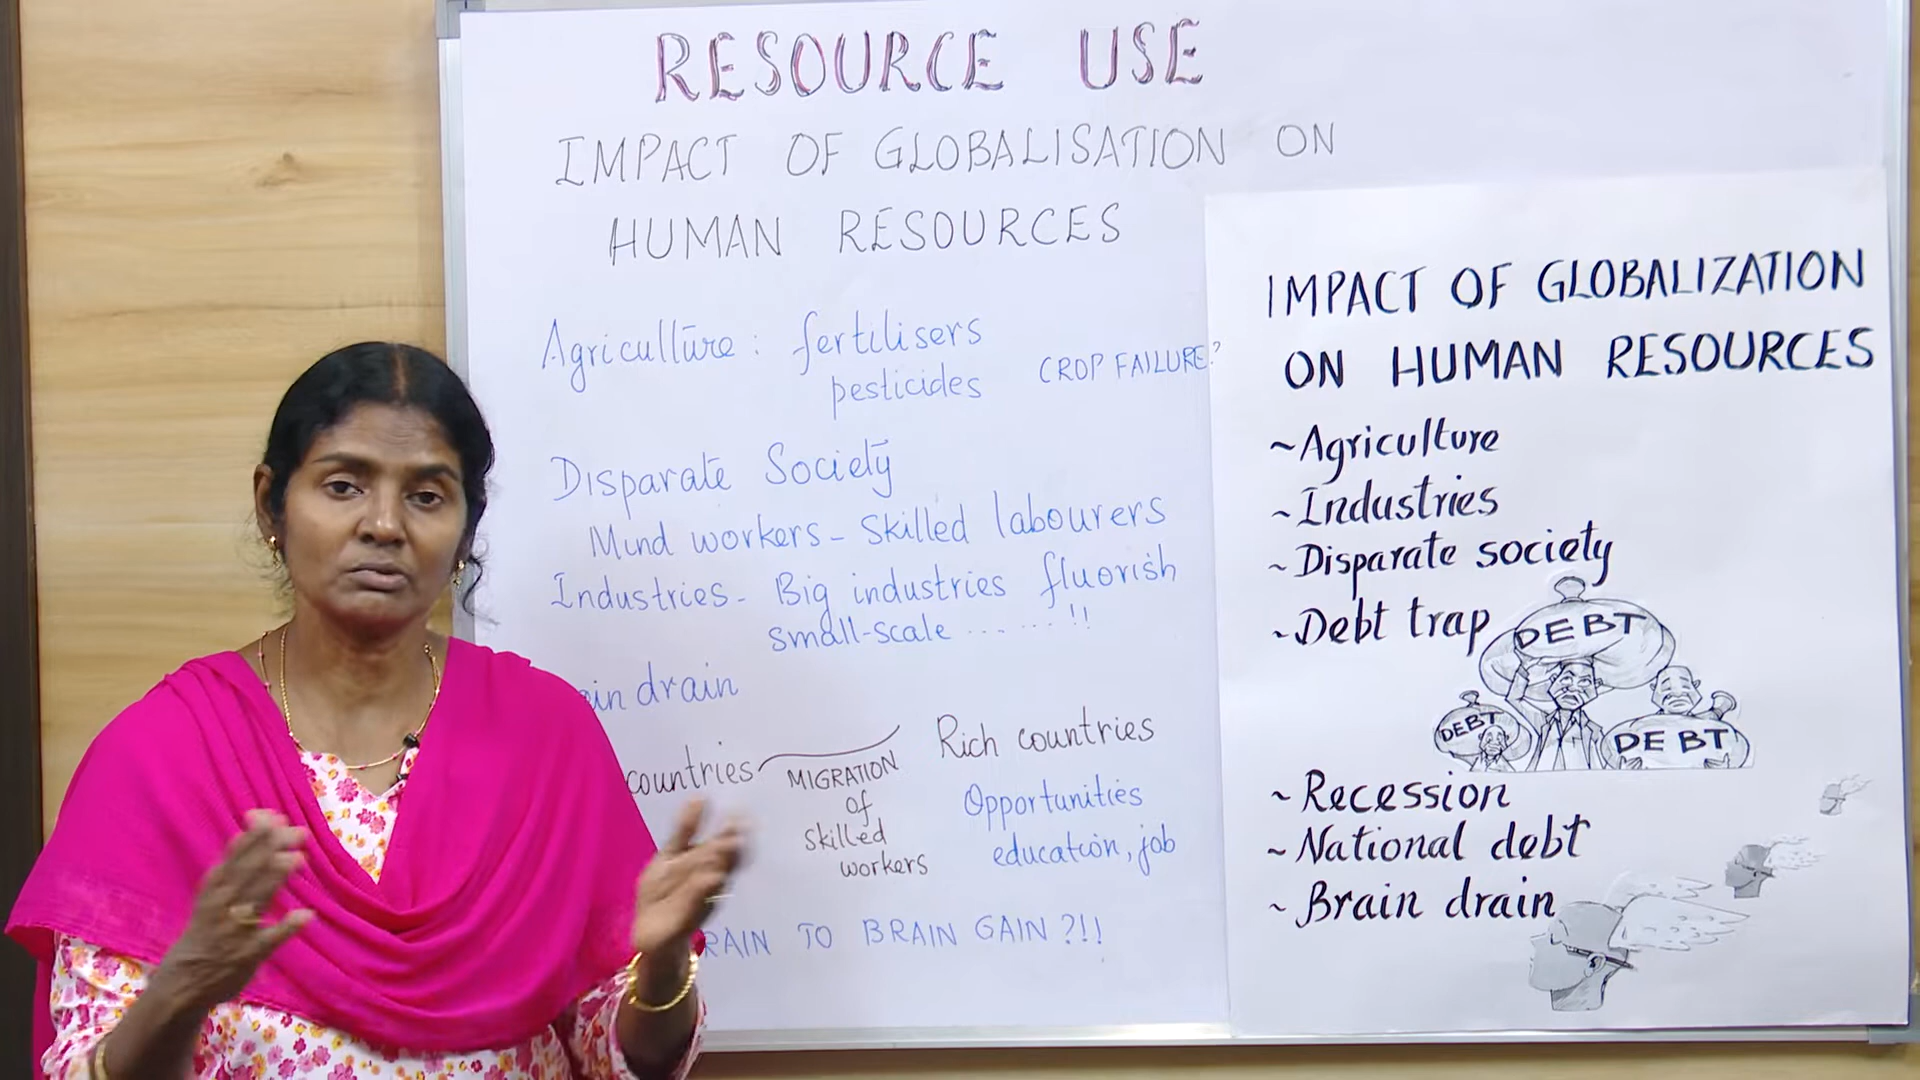 RESOURCE USE
IMPACT OF GLOBALISATION ON
HUMAN RESOURCES
Agriculture : fertilisers
pesticides
CROP FAILURE?
Disparate Society
Mind workers - Skilled labourers
Industries - Big industries fluorish
small-scale ... ... !!
drain
countries
MIGRATION
of
skilled
workers
Rich countries
Opportunities
education, job
TO BRAIN GAIN ?!!
IMPACT OF GLOBALIZATION
ON HUMAN RESOURCES
~Agriculture
~Industries
~Disparate society
~Debt trap
DEBT
DEBT
DEBT
~Recession
~National debt
~Brain drain